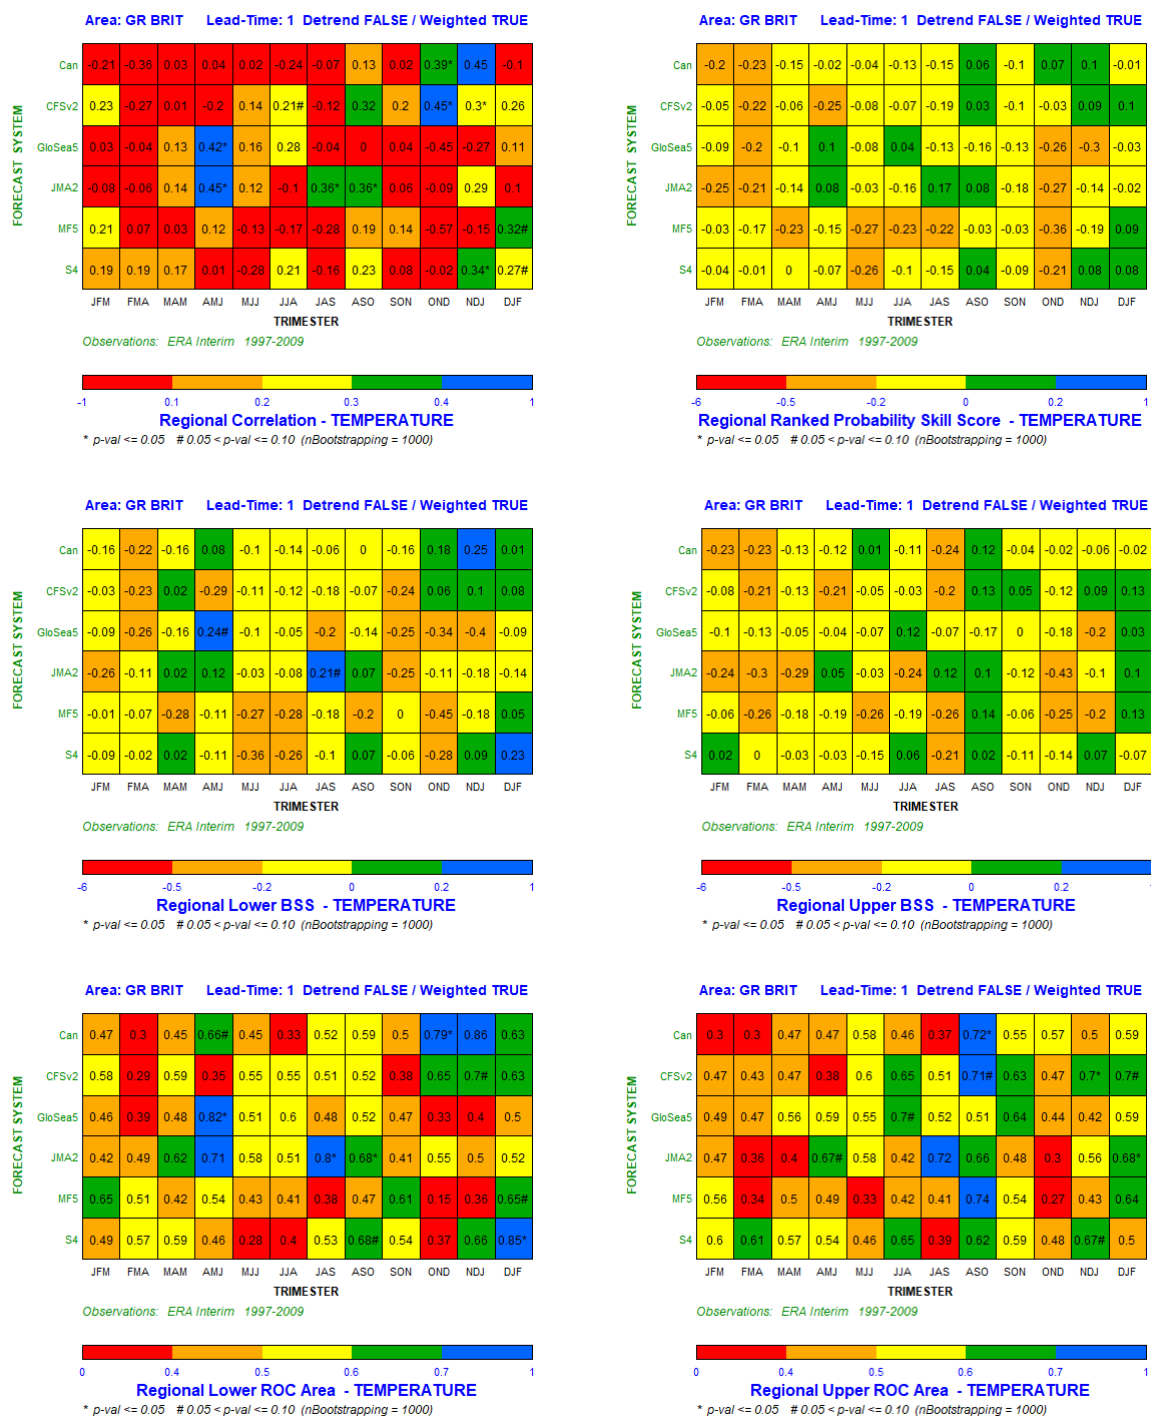 Area: GR BRIT Lead-Time: 1 Detrend FALSE / Weighted TRUE
FORECAST SYSTEM
Can -0.21 -0.36 0.03 0.04 0.02 -0.24 -0.07 0.13 0.02 0.39* 0.45 -0.1
CFSv2 0.23 -0.27 0.01 -0.2 0.14 0.21# -0.12 0.32 0.2 0.45* 0.3* 0.26
GloSea5 0.03 -0.04 0.13 0.42* 0.16 0.28 -0.04 0 0.04 -0.45 -0.27 0.11
JMA2 -0.08 -0.06 0.14 0.45* 0.12 -0.1 0.36* 0.36* 0.06 -0.09 0.29 0.1
MF5 0.21 0.07 0.03 0.12 -0.13 -0.17 -0.28 0.19 0.14 -0.57 -0.15 0.32#
S4 0.19 0.19 0.17 0.01 -0.28 0.21 -0.16 0.23 0.08 -0.02 0.34* 0.27#
JFM FMA MAM AMJ MJJ JJA JAS ASO SON OND NDJ DJF
TRIMESTER
Observations: ERA Interim 1997-2009
-1 0.1 0.2 0.3 0.4 1
Regional Correlation - TEMPERATURE
* p-val <= 0.05 # 0.05 < p-val <= 0.10 (nBootstrapping = 1000)
Area: GR BRIT Lead-Time: 1 Detrend FALSE / Weighted TRUE
FORECAST SYSTEM
Can -0.2 -0.23 -0.15 -0.02 -0.04 -0.13 -0.15 0.06 -0.1 0.07 0.1 -0.01
CFSv2 -0.05 -0.22 -0.06 -0.25 -0.08 -0.07 -0.19 0.03 -0.1 -0.03 0.09 0.1
GloSea5 -0.09 -0.2 -0.1 0.1 -0.08 0.04 -0.13 -0.16 -0.13 -0.26 -0.3 -0.03
JMA2 -0.25 -0.21 -0.14 0.08 -0.03 -0.16 0.17 0.08 -0.18 -0.27 -0.14 -0.02
MF5 -0.03 -0.17 -0.23 -0.15 -0.27 -0.23 -0.22 -0.03 -0.03 -0.36 -0.19 0.09
S4 -0.04 -0.01 0 -0.07 -0.26 -0.1 -0.15 0.04 -0.09 -0.21 0.08 0.08
JFM FMA MAM AMJ MJJ JJA JAS ASO SON OND NDJ DJF
TRIMESTER
Observations: ERA Interim 1997-2009
-6 -0.5 -0.2 0 0.2 1
Regional Ranked Probability Skill Score - TEMPERATURE
* p-val <= 0.05 # 0.05 < p-val <= 0.10 (nBootstrapping = 1000)
Area: GR BRIT Lead-Time: 1 Detrend FALSE / Weighted TRUE
FORECAST SYSTEM
Can -0.16 -0.22 -0.16 0.08 -0.1 -0.14 -0.06 0 -0.16 0.18 0.25 0.01
CFSv2 -0.03 -0.23 0.02 -0.29 -0.11 -0.12 -0.18 -0.07 -0.24 0.06 0.1 0.08
GloSea5 -0.09 -0.26 -0.16 0.24# -0.1 -0.05 -0.2 -0.14 -0.25 -0.34 -0.4 -0.09
JMA2 -0.26 -0.11 0.02 0.12 -0.03 -0.08 0.21# 0.07 -0.25 -0.11 -0.18 -0.14
MF5 -0.01 -0.07 -0.28 -0.11 -0.27 -0.28 -0.18 -0.2 0 -0.45 -0.18 0.05
S4 -0.09 -0.02 0.02 -0.11 -0.36 -0.26 -0.1 0.07 -0.06 -0.28 0.09 0.23
JFM FMA MAM AMJ MJJ JJA JAS ASO SON OND NDJ DJF
TRIMESTER
Observations: ERA Interim 1997-2009
-6 -0.5 -0.2 0 0.2 1
Regional Lower BSS - TEMPERATURE
* p-val <= 0.05 # 0.05 < p-val <= 0.10 (nBootstrapping = 1000)
Area: GR BRIT Lead-Time: 1 Detrend FALSE / Weighted TRUE
FORECAST SYSTEM
Can -0.23 -0.23 -0.13 -0.12 0.01 -0.11 -0.24 0.12 -0.04 -0.02 -0.06 -0.02
CFSv2 -0.08 -0.21 -0.13 -0.21 -0.05 -0.03 -0.2 0.13 0.05 -0.12 0.09 0.13
GloSea5 -0.1 -0.13 -0.05 -0.04 -0.07 0.12 -0.07 -0.17 0 -0.18 -0.2 0.03
JMA2 -0.24 -0.3 -0.29 0.05 -0.03 -0.24 0.12 0.1 -0.12 -0.43 -0.1 0.1
MF5 -0.06 -0.26 -0.18 -0.19 -0.26 -0.19 -0.26 0.14 -0.06 -0.25 -0.2 0.13
S4 0.02 0 -0.03 -0.03 -0.15 0.06 -0.21 0.02 -0.11 -0.14 0.07 -0.07
JFM FMA MAM AMJ MJJ JJA JAS ASO SON OND NDJ DJF
TRIMESTER
Observations: ERA Interim 1997-2009
-6 -0.5 -0.2 0 0.2 1
Regional Upper BSS - TEMPERATURE
* p-val <= 0.05 # 0.05 < p-val <= 0.10 (nBootstrapping = 1000)
Area: GR BRIT Lead-Time: 1 Detrend FALSE / Weighted TRUE
FORECAST SYSTEM
Can 0.47 0.3 0.45 0.66# 0.45 0.33 0.52 0.59 0.5 0.79* 0.86 0.63
CFSv2 0.58 0.29 0.59 0.35 0.55 0.55 0.51 0.52 0.38 0.65 0.7# 0.63
GloSea5 0.46 0.39 0.48 0.82* 0.51 0.6 0.48 0.52 0.47 0.33 0.4 0.5
JMA2 0.42 0.49 0.62 0.71 0.58 0.51 0.8* 0.68* 0.41 0.55 0.5 0.52
MF5 0.65 0.51 0.42 0.54 0.43 0.41 0.38 0.47 0.61 0.15 0.36 0.65#
S4 0.49 0.57 0.59 0.46 0.28 0.4 0.53 0.68# 0.54 0.37 0.66 0.85*
JFM FMA MAM AMJ MJJ JJA JAS ASO SON OND NDJ DJF
TRIMESTER
Observations: ERA Interim 1997-2009
0 0.4 0.5 0.6 0.7 1
Regional Lower ROC Area - TEMPERATURE
* p-val <= 0.05 # 0.05 < p-val <= 0.10 (nBootstrapping = 1000)
Area: GR BRIT Lead-Time: 1 Detrend FALSE / Weighted TRUE
FORECAST SYSTEM
Can 0.3 0.3 0.47 0.47 0.58 0.46 0.37 0.72* 0.55 0.57 0.5 0.59
CFSv2 0.47 0.43 0.47 0.38 0.6 0.65 0.51 0.71# 0.63 0.47 0.7* 0.7#
GloSea5 0.49 0.47 0.56 0.59 0.55 0.7# 0.52 0.51 0.64 0.44 0.42 0.59
JMA2 0.47 0.36 0.4 0.67# 0.58 0.42 0.72 0.66 0.48 0.3 0.56 0.68*
MF5 0.56 0.34 0.5 0.49 0.33 0.42 0.41 0.74 0.54 0.27 0.43 0.64
S4 0.6 0.61 0.57 0.54 0.46 0.65 0.39 0.62 0.59 0.48 0.67# 0.5
JFM FMA MAM AMJ MJJ JJA JAS ASO SON OND NDJ DJF
TRIMESTER
Observations: ERA Interim 1997-2009
0 0.4 0.5 0.6 0.7 1
Regional Upper ROC Area - TEMPERATURE
* p-val <= 0.05 # 0.05 < p-val <= 0.10 (nBootstrapping = 1000)